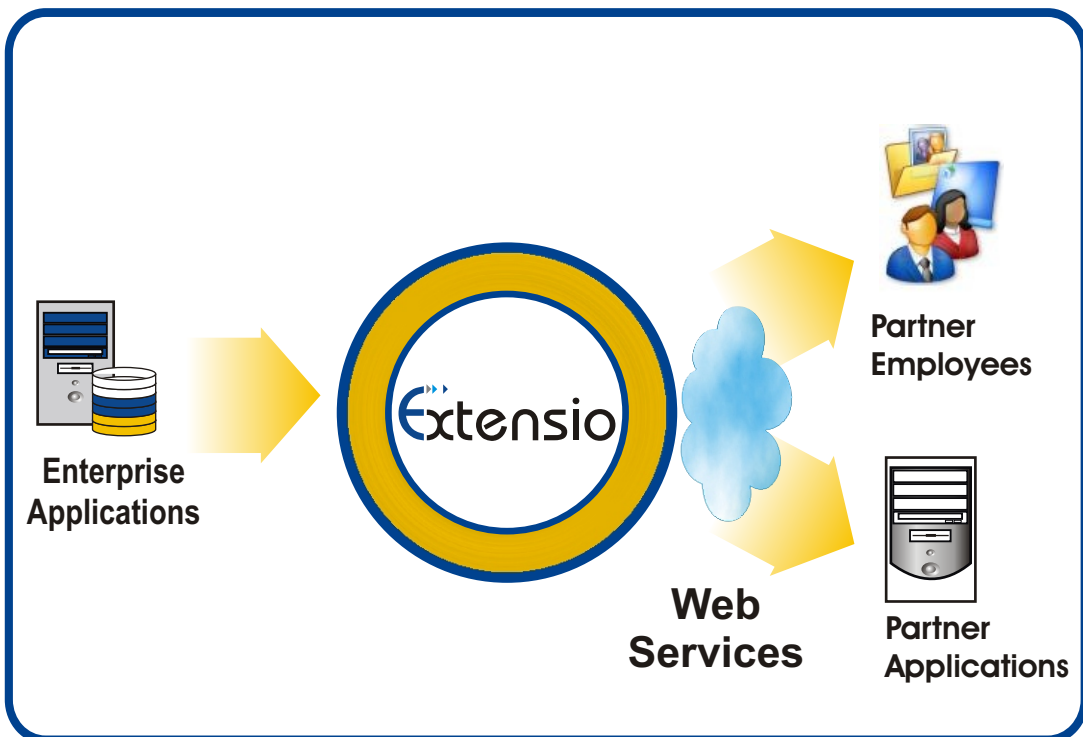 Enterprise
Applications
Extensio
Web
Services
Partner
Employees
Partner
Applications